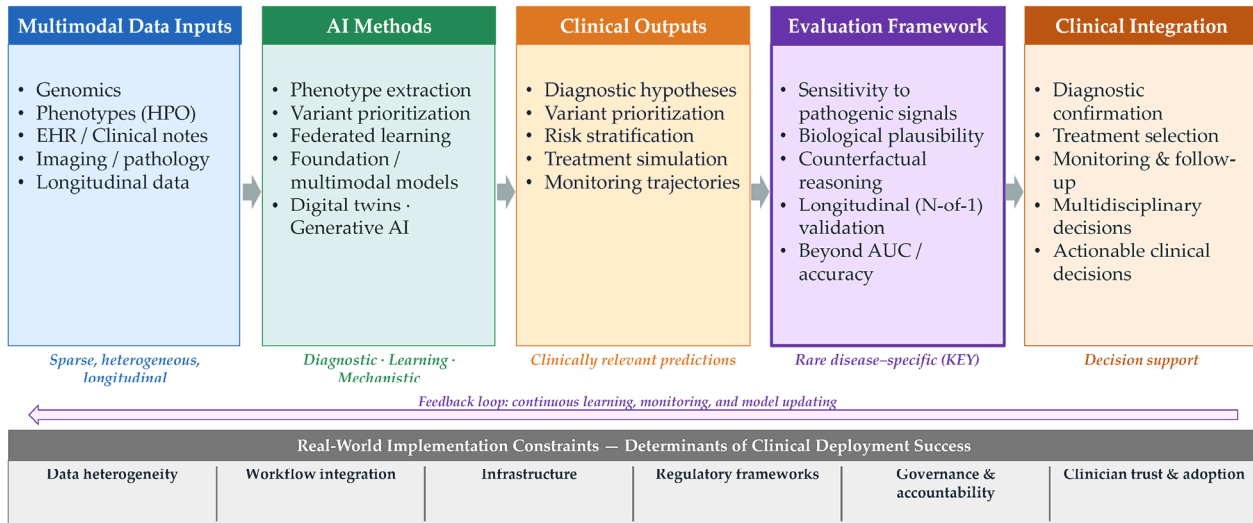 Multimodal Data Inputs
• Genomics
• Phenotypes (HPO)
• EHR / Clinical notes
• Imaging / pathology
• Longitudinal data
Sparse, heterogeneous,
longitudinal
AI Methods
• Phenotype extraction
• Variant prioritization
• Federated learning
• Foundation /
multimodal models
• Digital twins ·
Generative AI
Diagnostic · Learning ·
Mechanistic
Clinical Outputs
• Diagnostic hypotheses
• Variant prioritization
• Risk stratification
• Treatment simulation
• Monitoring trajectories
Clinically relevant predictions
Evaluation Framework
• Sensitivity to
pathogenic signals
• Biological plausibility
• Counterfactual
reasoning
• Longitudinal (N-of-1)
validation
• Beyond AUC /
accuracy
Rare disease–specific (KEY)
Clinical Integration
• Diagnostic
confirmation
• Treatment selection
• Monitoring & follow-
up
• Multidisciplinary
decisions
• Actionable clinical
decisions
Decision support
Feedback loop: continuous learning, monitoring, and model updating
Real-World Implementation Constraints — Determinants of Clinical Deployment Success
Data heterogeneity
Workflow integration
Infrastructure
Regulatory frameworks
Governance &
accountability
Clinician trust & adoption